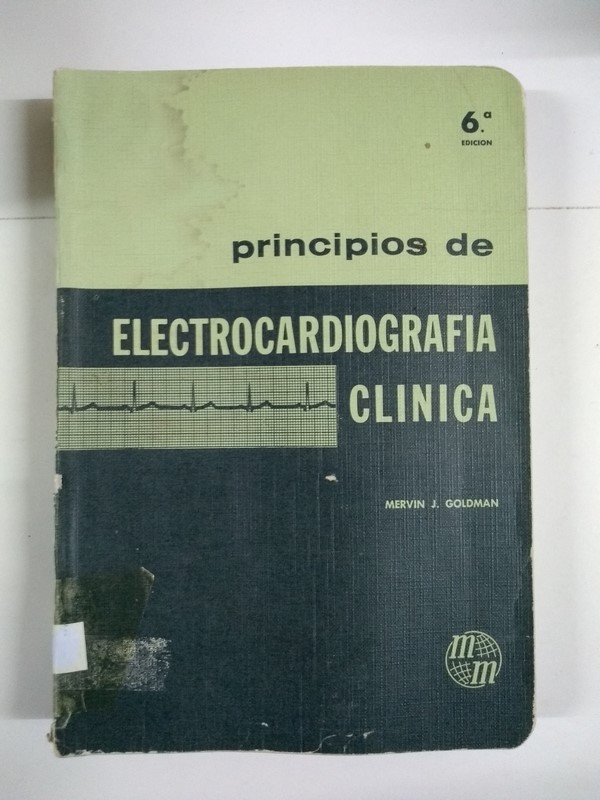 6.ª
EDICION
principios de
ELECTROCARDIOGRAFIA
CLINICA
MERVIN J. GOLDMAN
m
m